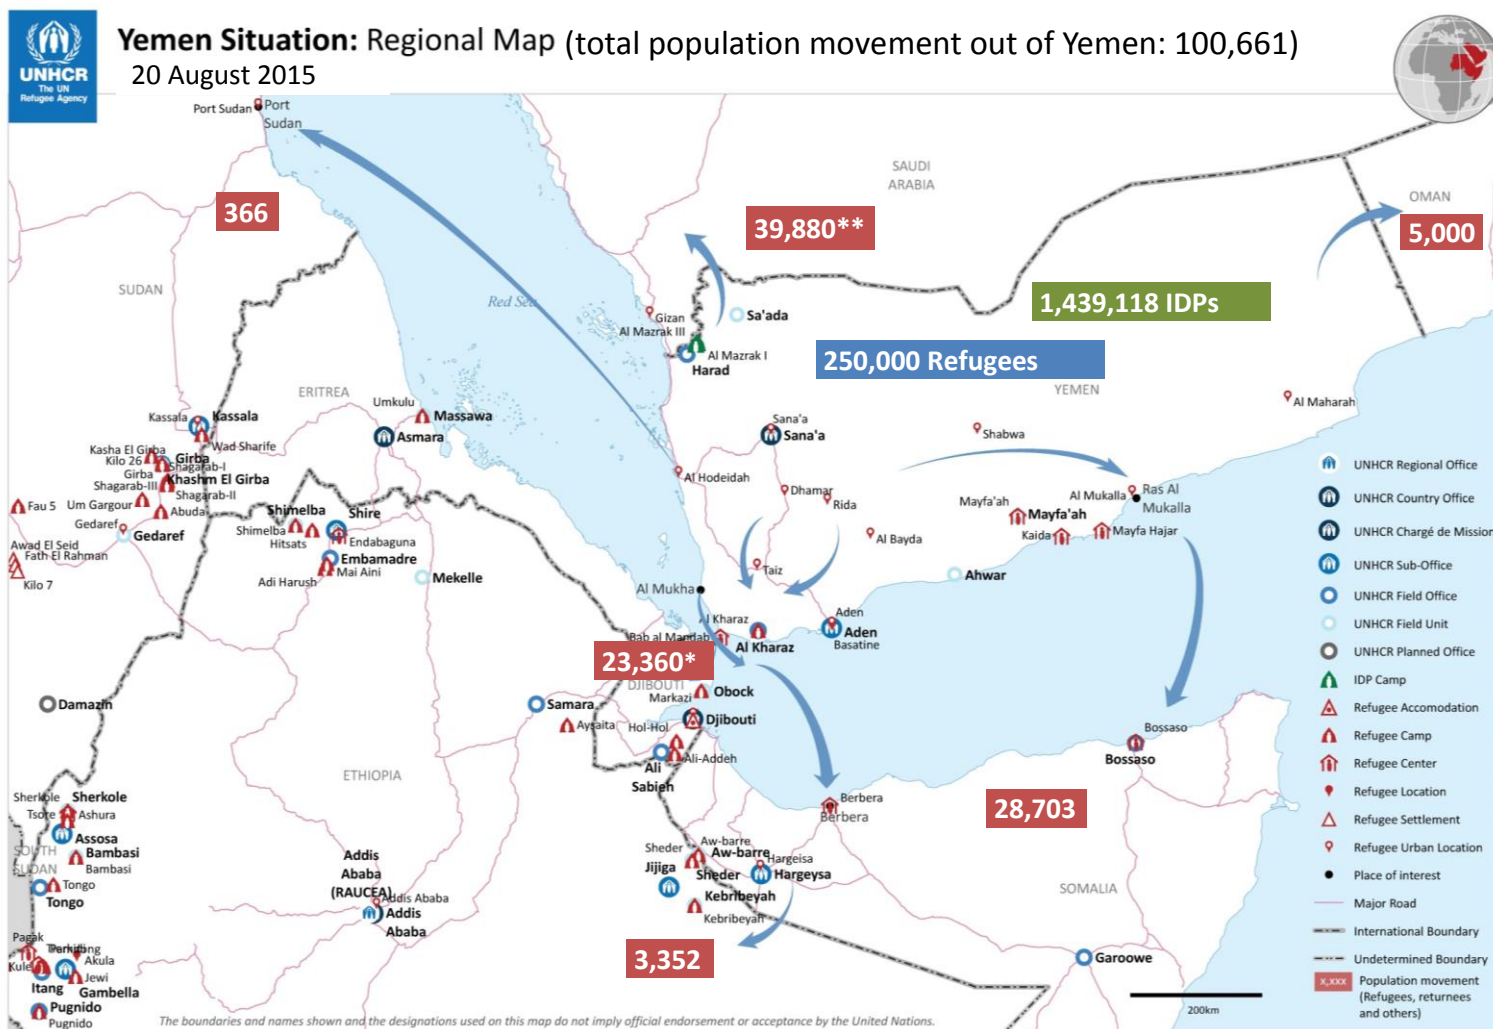 UNHCR
The UN
Refugee Agency
Yemen Situation: Regional Map (total population movement out of Yemen: 100,661)
20 August 2015
Port Sudan
Port
Sudan
SAUDI
ARABIA
OMAN
366
39,880**
5,000
SUDAN
Red Sea
1,439,118 IDPs
Gizan
Al Mazrak III
Sa'ada
Al Mazrak I
Harad
250,000 Refugees
YEMEN
ERITREA
Umkulu
Massawa
Al Maharah
Kassala
Kassala
Wad Sharife
Asmara
Sana'a
Sana'a
Shabwa
Kasha El Girba
Kilo 26
Girba
Girba
Shagarab-I
Khashm El Girba
Shagarab-III
Shagarab-II
Um Gargour
Abuda
Fau 5
Gedaref
Gedaref
Awad El Seid
Fath El Rahman
Kilo 7
Al Hodeidah
Dhamar
Rida
Al Mukalla
Ras Al
Mukalla
Mayfa'ah
Mayfa'ah
Kaida
Mayfa Hajar
Al Bayda
Shimelba
Shire
Shimelba
Hitsats
Endabaguna
Embamadre
Mai Aini
Adi Harush
Mekelle
Taiz
Ahwar
Al Mukha
Al Kharaz
Bab al Mandab
Al Kharaz
Aden
Aden
Basatine
23,360*
DJIBOUTI
Markazi
Obock
Damazin
Samara
Aysaita
Hol-Hol
Djibouti
Ali-Addeh
Ali
Sabieh
Bossaso
Bossaso
ETHIOPIA
Berbera
Berbera
28,703
Sherkole
Sherkole
Tsore
Ashura
Assosa
Bambasi
Bambasi
SOUTH
SUDAN
Tongo
Tongo
Addis
Ababa
(RAUCEA)
Addis Ababa
Addis
Ababa
Aw-barre
Sheder
Aw-barre
Jijiga
Sheder
Hargeisa
Hargeysa
Kebribeyah
Kebribeyah
SOMALIA
3,352
Garoowe
Pagak
Kule
Akula
Jewi
Itang
Gambella
Pugnido
Pugnido
UNHCR Regional Office
UNHCR Country Office
UNHCR Chargé de Mission
UNHCR Sub-Office
UNHCR Field Office
UNHCR Field Unit
UNHCR Planned Office
IDP Camp
Refugee Accomodation
Refugee Camp
Refugee Center
Refugee Location
Refugee Settlement
Refugee Urban Location
Place of interest
Major Road
International Boundary
Undetermined Boundary
x,xxx
Population movement
(Refugees, returnees
and others)
200km
The boundaries and names shown and the designations used on this map do not imply official endorsement or acceptance by the United Nations.